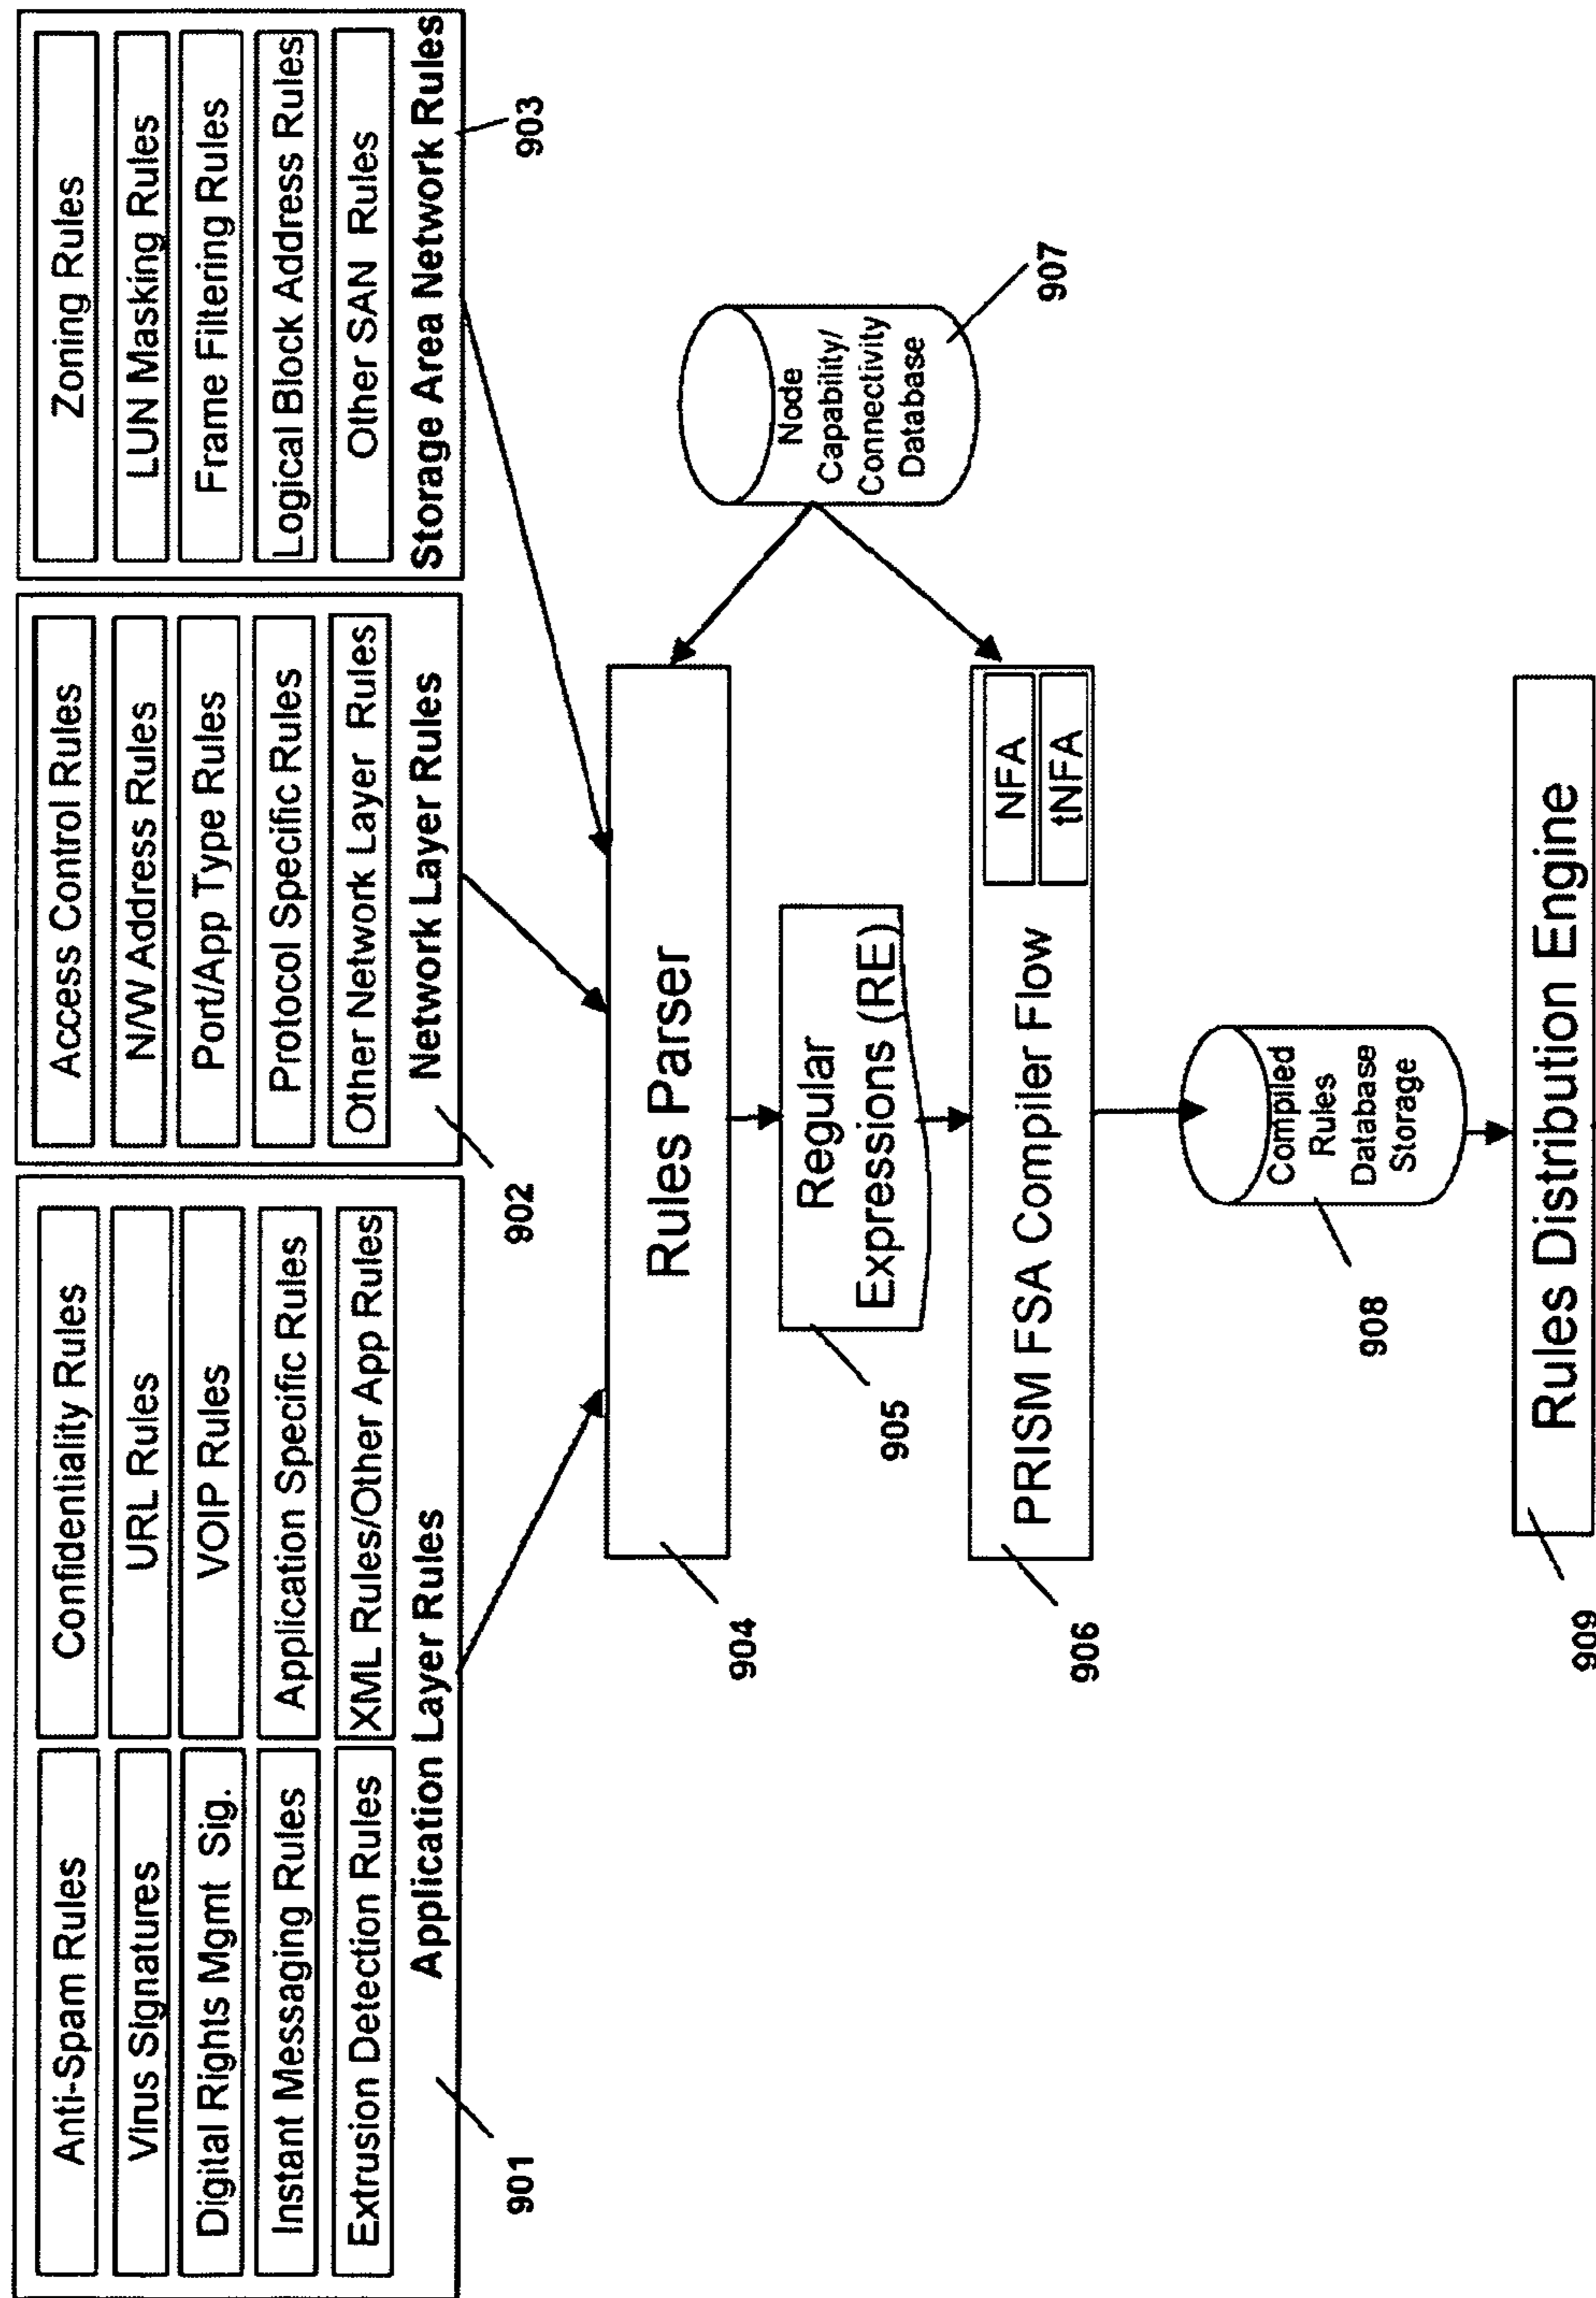 Anti-Spam Rules
Confidentiality Rules
Virus Signatures
URL Rules
Digital Rights Mgmt Sig.
VOIP Rules
Instant Messaging Rules
Application Specific Rules
Extrusion Detection Rules
XML Rules/Other App Rules
Application Layer Rules
901
Access Control Rules
N/W Address Rules
Port/App Type Rules
Protocol Specific Rules
Other Network Layer Rules
Network Layer Rules
902
Zoning Rules
LUN Masking Rules
Frame Filtering Rules
Logical Block Address Rules
Other SAN Rules
Storage Area Network Rules
903
Rules Parser
904
Node
Capability/
Connectivity
Database
907
Regular
Expressions (RE)
905
PRISM FSA Compiler Flow
NFA
tNFA
906
Compiled
Rules
Database
Storage
908
Rules Distribution Engine
909